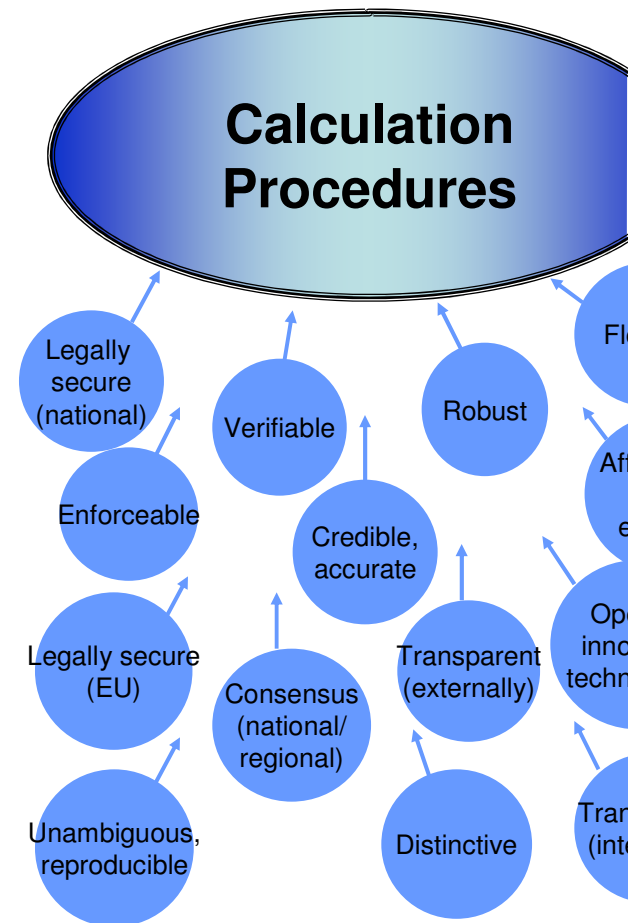 Calculation
Procedures
Legally
secure
(national)
Verifiable
Robust
Enforceable
Credible,
accurate
Legally secure
(EU)
Consensus
(national/
regional)
Transparent
(externally)
Unambiguous,
reproducible
Distinctive